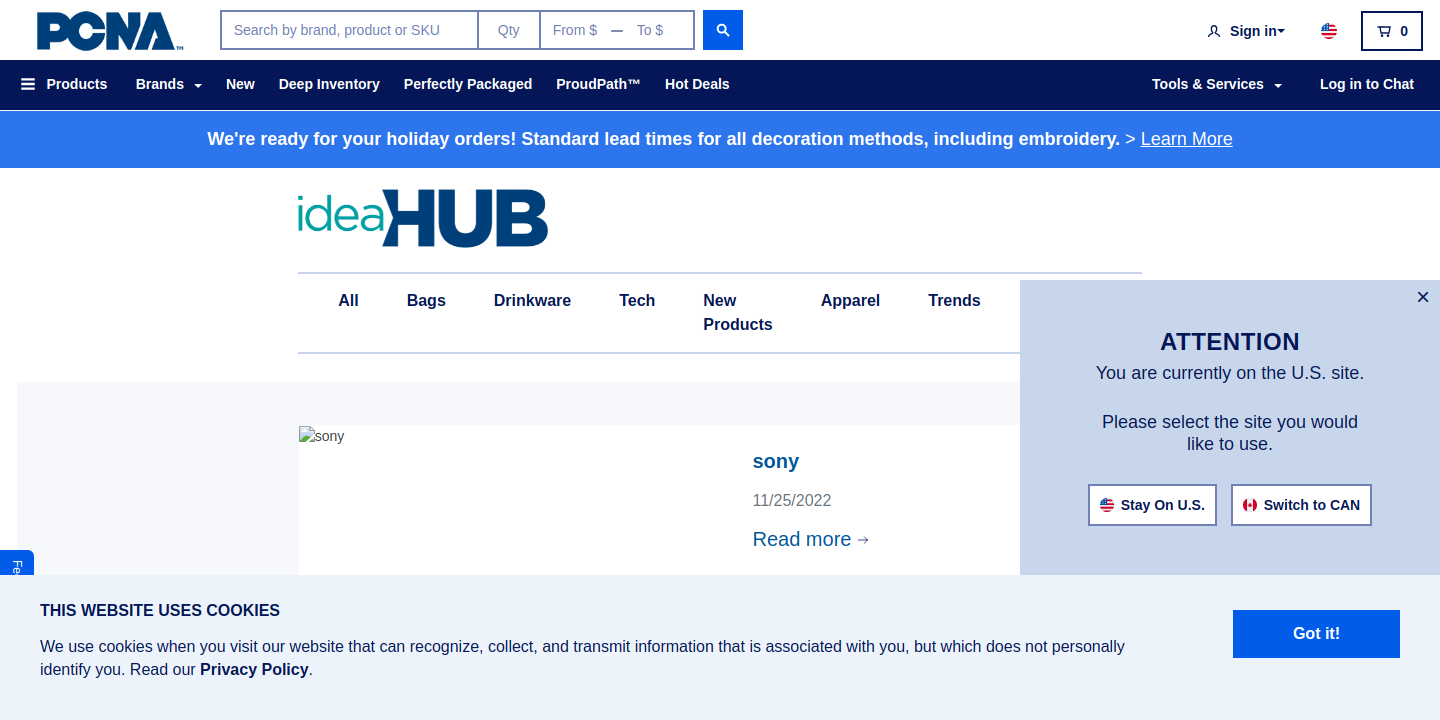 PCNA™
Search by brand, product or SKU
Qty
From $ — To $
Sign in
0
Products
Brands
New
Deep Inventory
Perfectly Packaged
ProudPath™
Hot Deals
Tools & Services
Log in to Chat
We're ready for your holiday orders! Standard lead times for all decoration methods, including embroidery. > Learn More
ideaHUB
All
Bags
Drinkware
Tech
New
Products
Apparel
Trends
×
ATTENTION
You are currently on the U.S. site.
Please select the site you would
like to use.
Stay On U.S.
Switch to CAN
sony
sony
11/25/2022
Read more →
THIS WEBSITE USES COOKIES
We use cookies when you visit our website that can recognize, collect, and transmit information that is associated with you, but which does not personally
identify you. Read our Privacy Policy.
Got it!